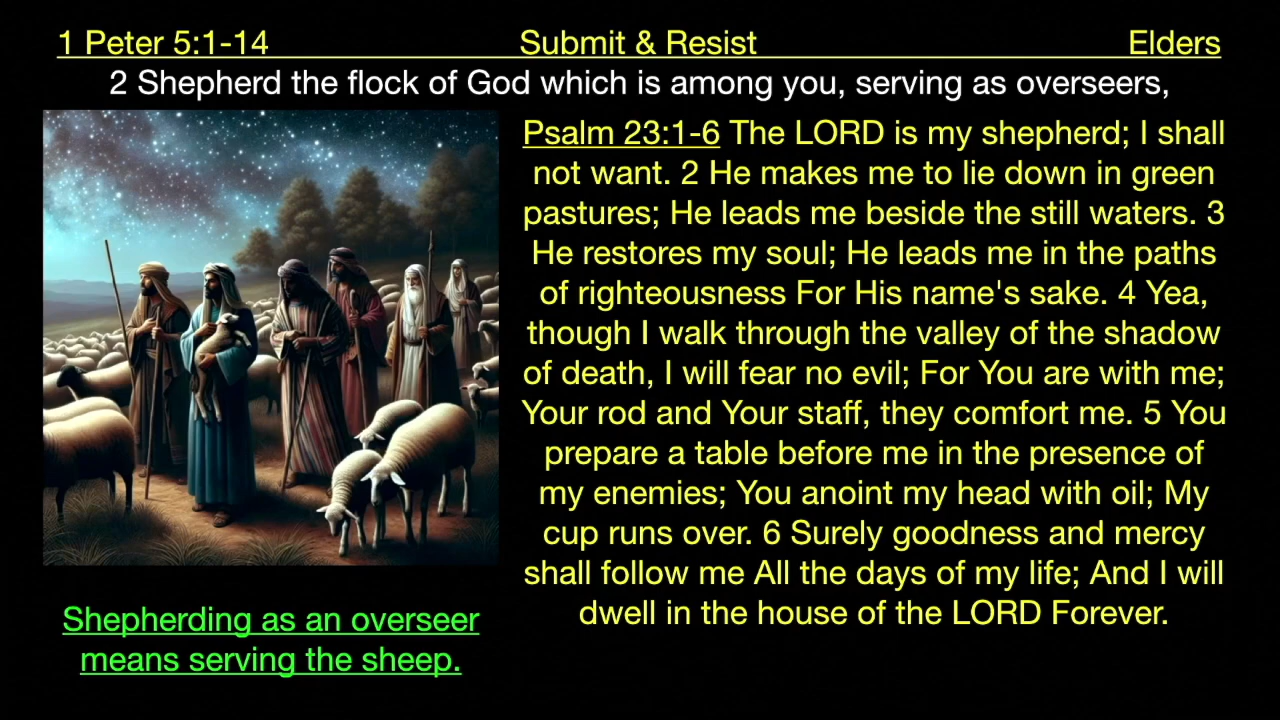 1 Peter 5:1-14 Submit & Resist Elders
2 Shepherd the flock of God which is among you, serving as overseers,
Psalm 23:1-6 The LORD is my shepherd; I shall
not want. 2 He makes me to lie down in green
pastures; He leads me beside the still waters. 3
He restores my soul; He leads me in the paths
of righteousness For His name's sake. 4 Yea,
though I walk through the valley of the shadow
of death, I will fear no evil; For You are with me;
Your rod and Your staff, they comfort me. 5 You
prepare a table before me in the presence of
my enemies; You anoint my head with oil; My
cup runs over. 6 Surely goodness and mercy
shall follow me All the days of my life; And I will
dwell in the house of the LORD Forever.
Shepherding as an overseer
means serving the sheep.